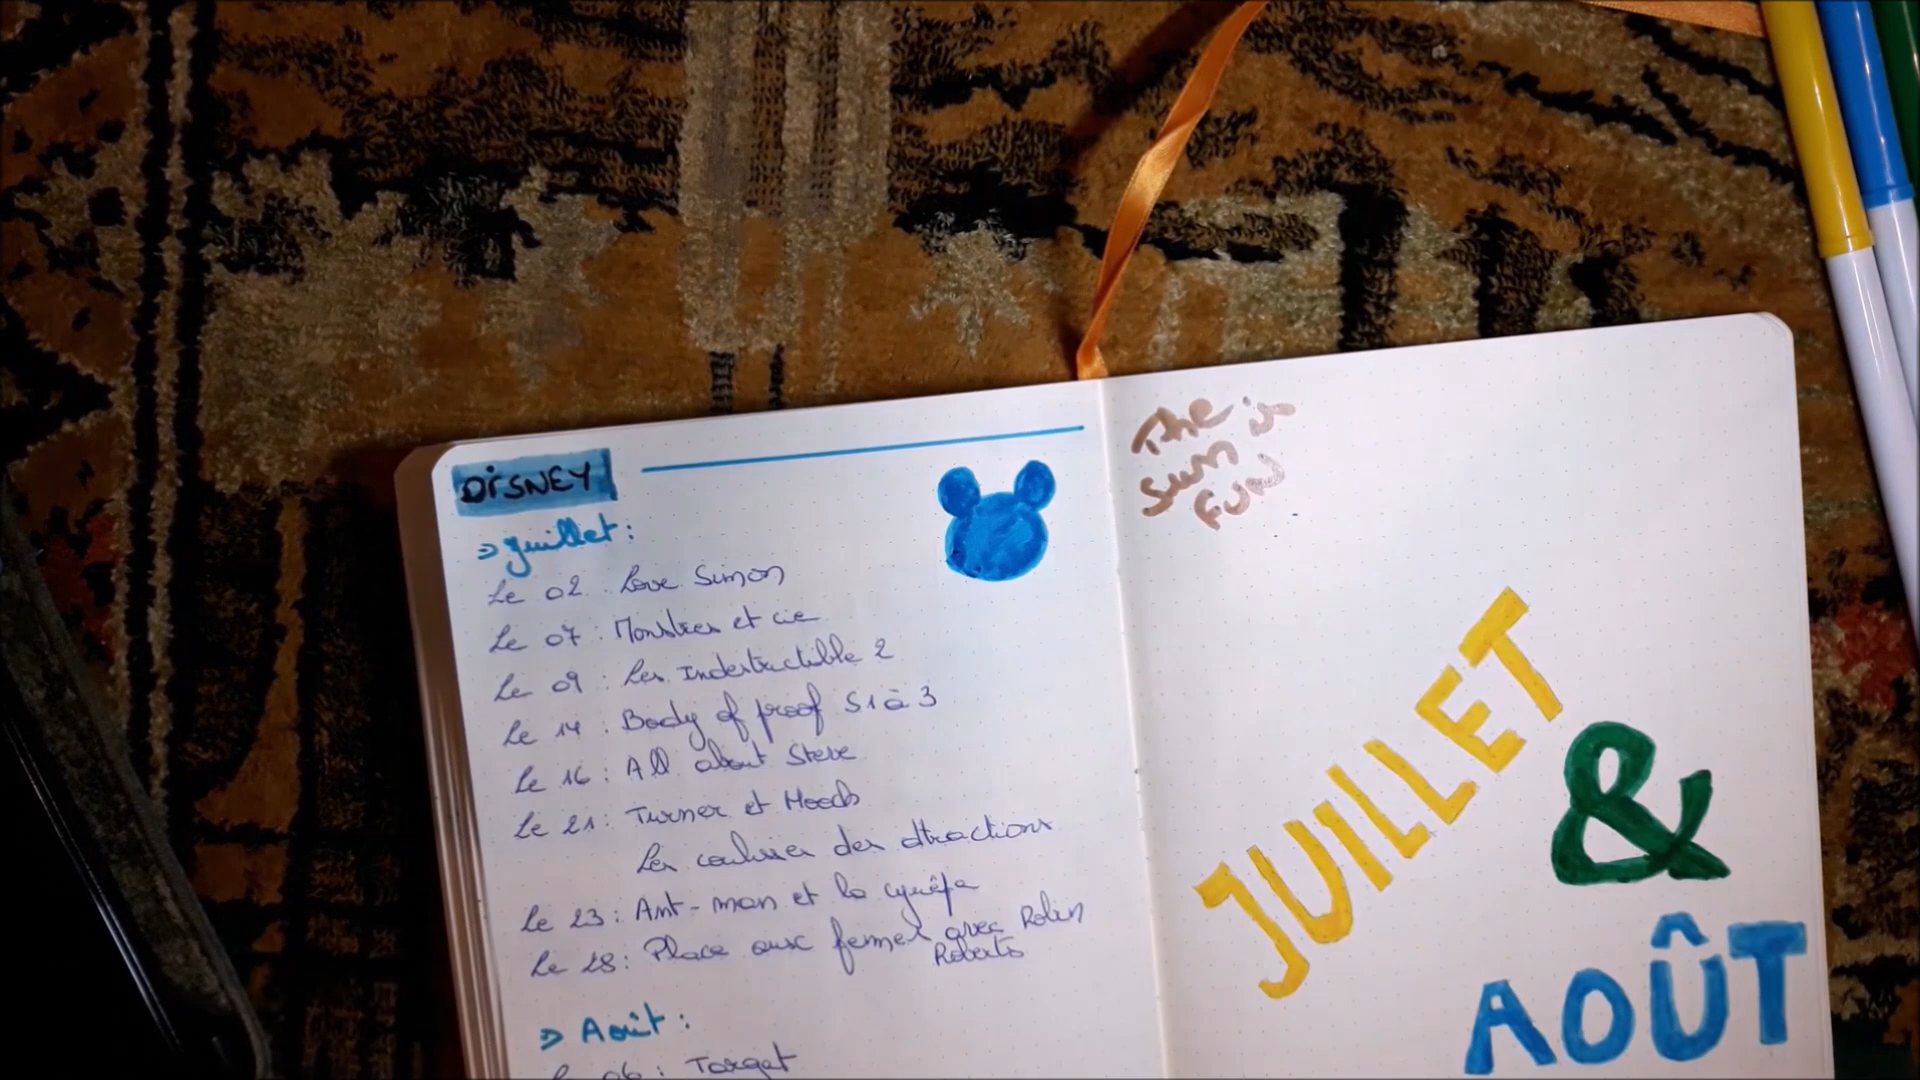 DiSNEY
⇒ Juillet :
Le 02 : Love Simon
Le 07 : Monstres et cie
Le 09 : Les Indestructible 2
Le 14 : Body of proof S1 à 3
Le 16 : All about Steve
Le 21 : Turner et Hooch
Les coulisses des attractions
Le 23 : Ant-man et la guêpe
Le 28 : Place aux femmes avec Robin
Roberts
⇒ Août :
Le 06 : Target
The
Sun is
JUILLET
&
AOÛT